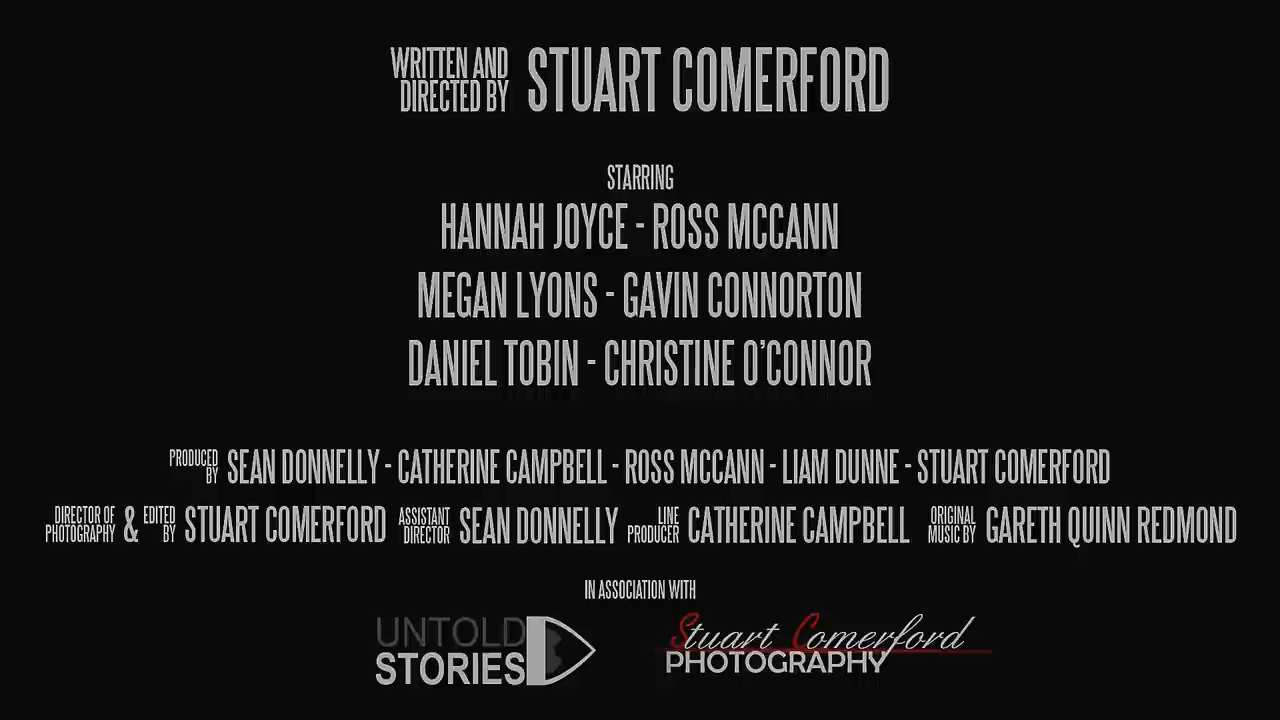 WRITTEN AND
DIRECTED BY STUART COMERFORD
STARRING
HANNAH JOYCE - ROSS MCCANN
MEGAN LYONS - GAVIN CONNORTON
DANIEL TOBIN - CHRISTINE O'CONNOR
PRODUCED BY SEAN DONNELLY - CATHERINE CAMPBELL - ROSS MCCANN - LIAM DUNNE - STUART COMERFORD
DIRECTOR OF PHOTOGRAPHY & EDITED BY STUART COMERFORD ASSISTANT DIRECTOR SEAN DONNELLY LINE PRODUCER CATHERINE CAMPBELL ORIGINAL MUSIC BY GARETH QUINN REDMOND
IN ASSOCIATION WITH
UNTOLD
STORIES
Stuart Comerford
PHOTOGRAPHY